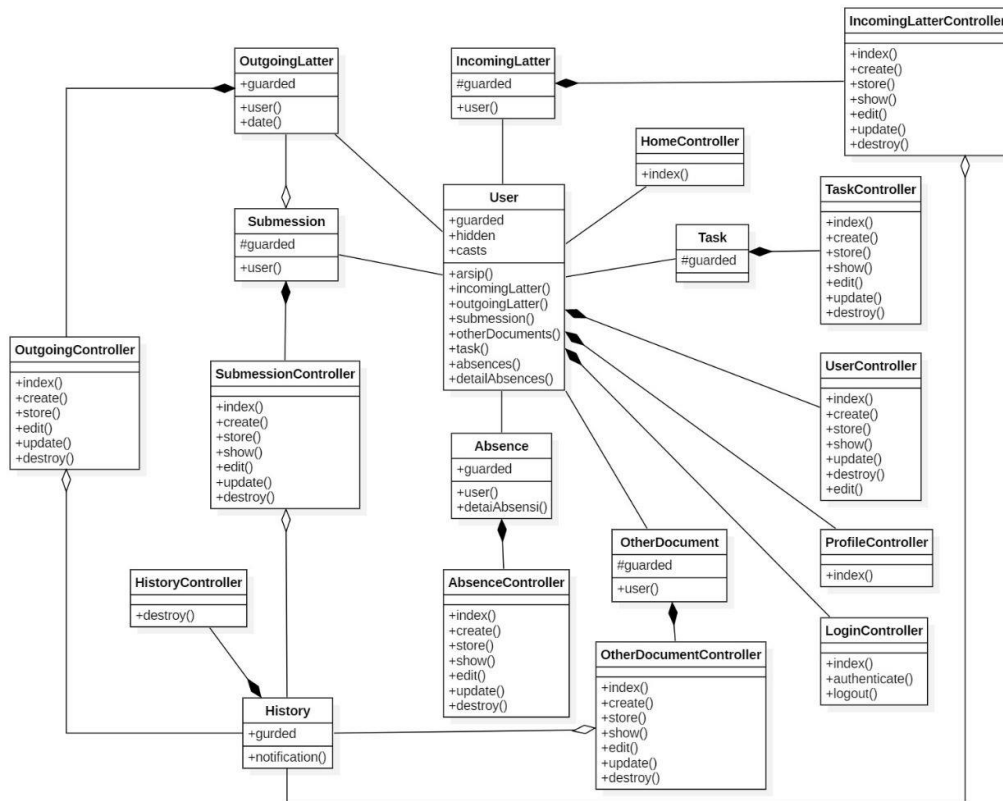 OutgoingLatter
+guarded
+user()
+date()
IncomingLatter
#guarded
+user()
IncomingLatterController
+index()
+create()
+store()
+show()
+edit()
+update()
+destroy()
HomeController
+index()
User
+guarded
+hidden
+casts
+arsip()
+incomingLatter()
+outgoingLatter()
+submission()
+otherDocuments()
+task()
+absences()
+detailAbsences()
Submession
#guarded
+user()
Task
#guarded
TaskController
+index()
+create()
+store()
+show()
+edit()
+update()
+destroy()
OutgoingController
+index()
+create()
+store()
+edit()
+update()
+destroy()
SubmessionController
+index()
+create()
+store()
+show()
+edit()
+update()
+destroy()
UserController
+index()
+create()
+store()
+show()
+update()
+destroy()
+edit()
Absence
+guarded
+user()
+detaiAbsensi()
OtherDocument
#guarded
+user()
ProfileController
+index()
HistoryController
+destroy()
AbsenceController
+index()
+create()
+store()
+show()
+edit()
+update()
+destroy()
LoginController
+index()
+authenticate()
+logout()
OtherDocumentController
+index()
+create()
+store()
+show()
+edit()
+update()
+destroy()
History
+gurded
+notification()